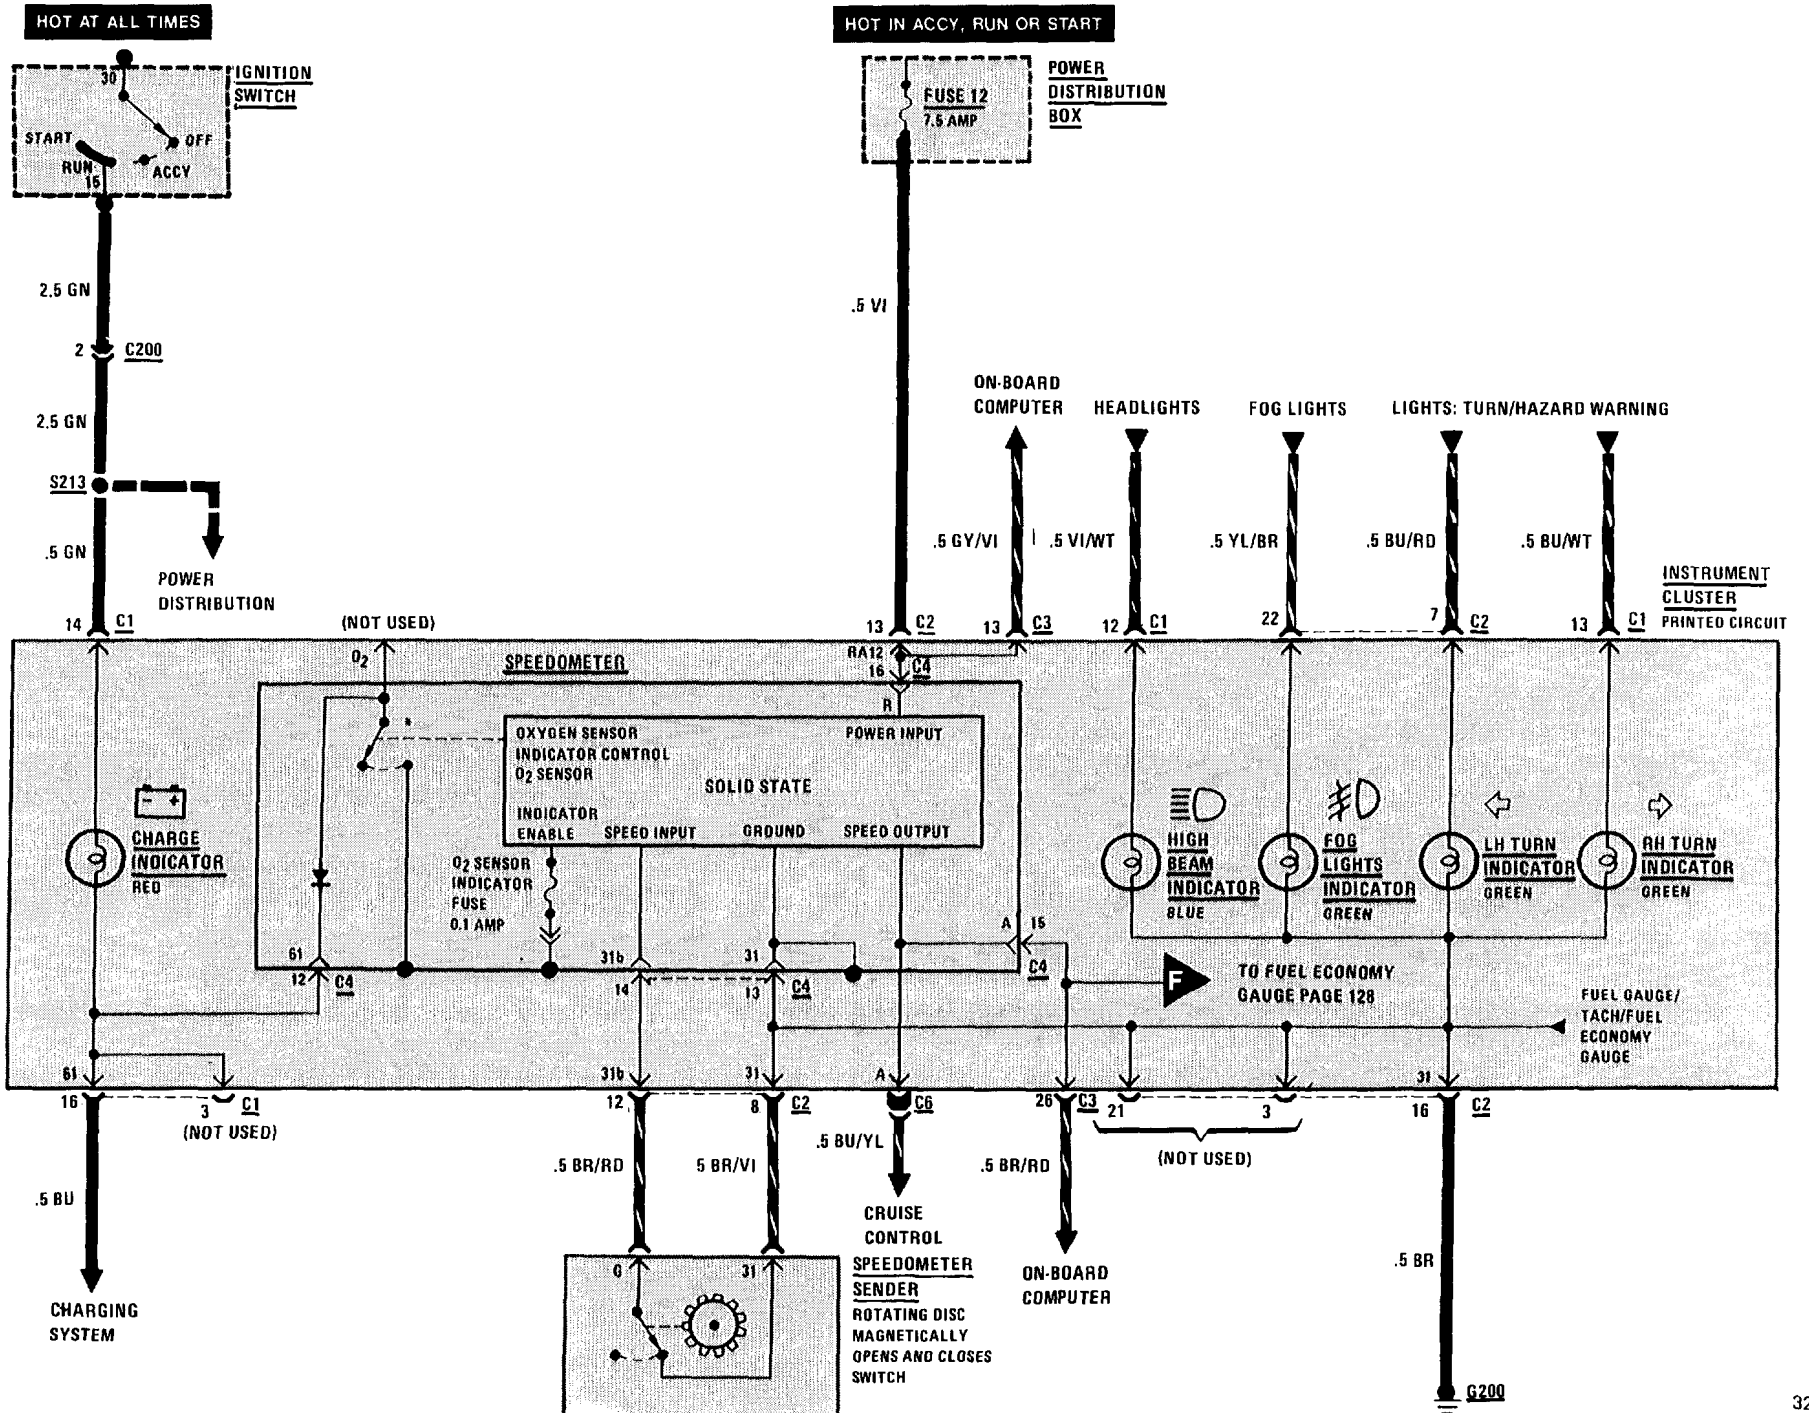 HOT AT ALL TIMES
HOT IN ACCY, RUN OR START
30
IGNITION
SWITCH
START
OFF
RUN
ACCY
15
FUSE 12
7.5 AMP
POWER
DISTRIBUTION
BOX
2.5 GN
2
C200
2.5 GN
S213
.5 GN
POWER
DISTRIBUTION
.5 VI
ON-BOARD
COMPUTER
HEADLIGHTS
FOG LIGHTS
LIGHTS: TURN/HAZARD WARNING
.5 GY/VI
.5 VI/WT
.5 YL/BR
.5 BU/RD
.5 BU/WT
INSTRUMENT
CLUSTER
PRINTED CIRCUIT
14
C1
(NOT USED)
13
C2
13
C3
12
C1
22
7
C2
13
C1
O2
SPEEDOMETER
RA12
16
C4
R
OXYGEN SENSOR
INDICATOR CONTROL
O2 SENSOR
POWER INPUT
SOLID STATE
INDICATOR
ENABLE
SPEED INPUT
GROUND
SPEED OUTPUT
CHARGE
INDICATOR
RED
O2 SENSOR
INDICATOR
FUSE
0.1 AMP
HIGH
BEAM
INDICATOR
BLUE
FOG
LIGHTS
INDICATOR
GREEN
LH TURN
INDICATOR
GREEN
RH TURN
INDICATOR
GREEN
A
15
C4
61
12
C4
31b
14
31
13
C4
F
TO FUEL ECONOMY
GAUGE PAGE 128
FUEL GAUGE/
TACH/FUEL
ECONOMY
GAUGE
61
31b
31
A
31
16
3
C1
(NOT USED)
12
8
C2
C6
26
C3
21
3
16
C2
(NOT USED)
.5 BU
.5 BR/RD
5 BR/VI
.5 BU/YL
.5 BR/RD
.5 BR
CHARGING
SYSTEM
CRUISE
CONTROL
ON-BOARD
COMPUTER
G
31
SPEEDOMETER
SENDER
ROTATING DISC
MAGNETICALLY
OPENS AND CLOSES
SWITCH
G200
32